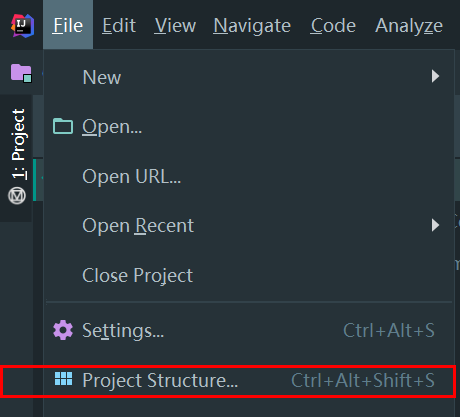 File Edit View Navigate Code Analyze
1: Project
New
Open...
Open URL...
Open Recent
Close Project
Settings... Ctrl+Alt+S
Project Structure... Ctrl+Alt+Shift+S